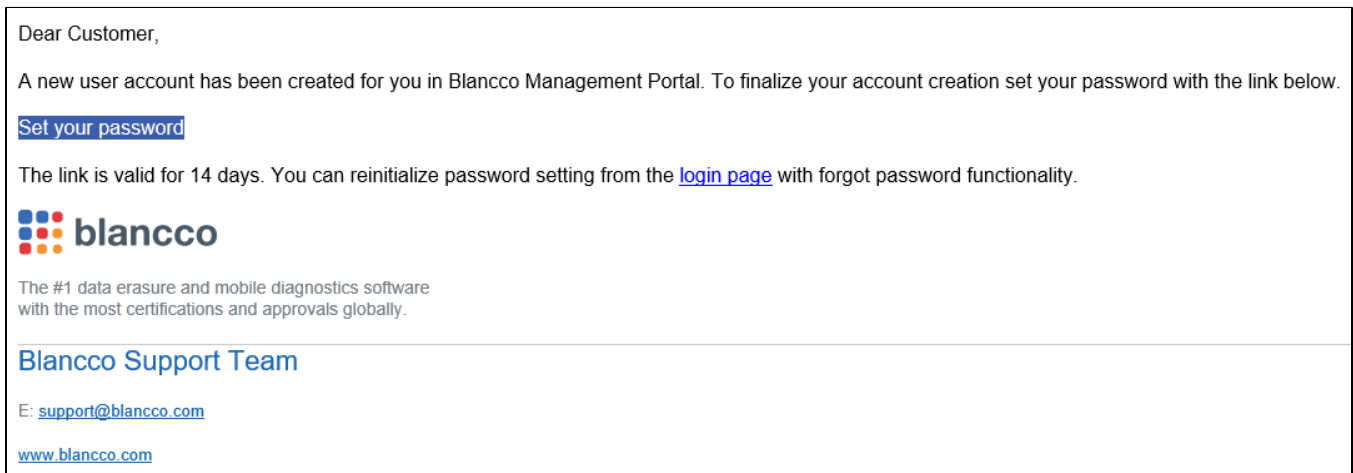 Dear Customer,
A new user account has been created for you in Blancco Management Portal. To finalize your account creation set your password with the link below.
Set your password
The link is valid for 14 days. You can reinitialize password setting from the login page with forgot password functionality.
blancco
The #1 data erasure and mobile diagnostics software
with the most certifications and approvals globally.
Blancco Support Team
E: support@blancco.com
www.blancco.com